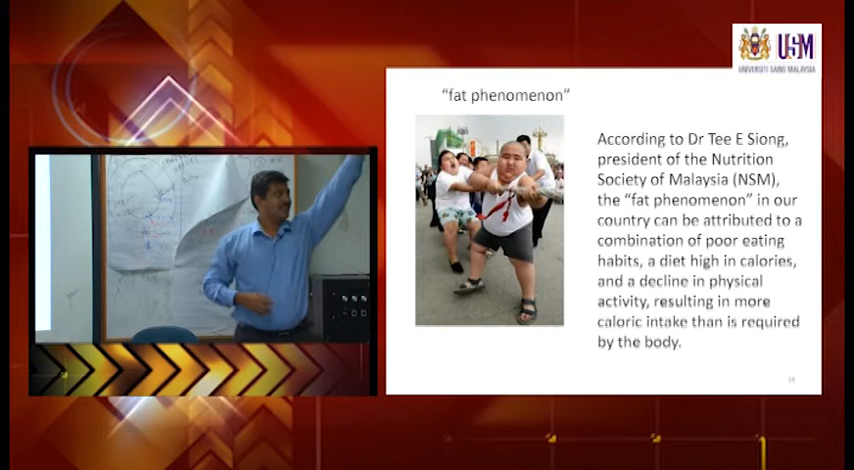 USM
UNIVERSITI SAINS MALAYSIA
“fat phenomenon”
According to Dr Tee E Siong,
president of the Nutrition
Society of Malaysia (NSM),
the “fat phenomenon” in our
country can be attributed to a
combination of poor eating
habits, a diet high in calories,
and a decline in physical
activity, resulting in more
caloric intake than is required
by the body.